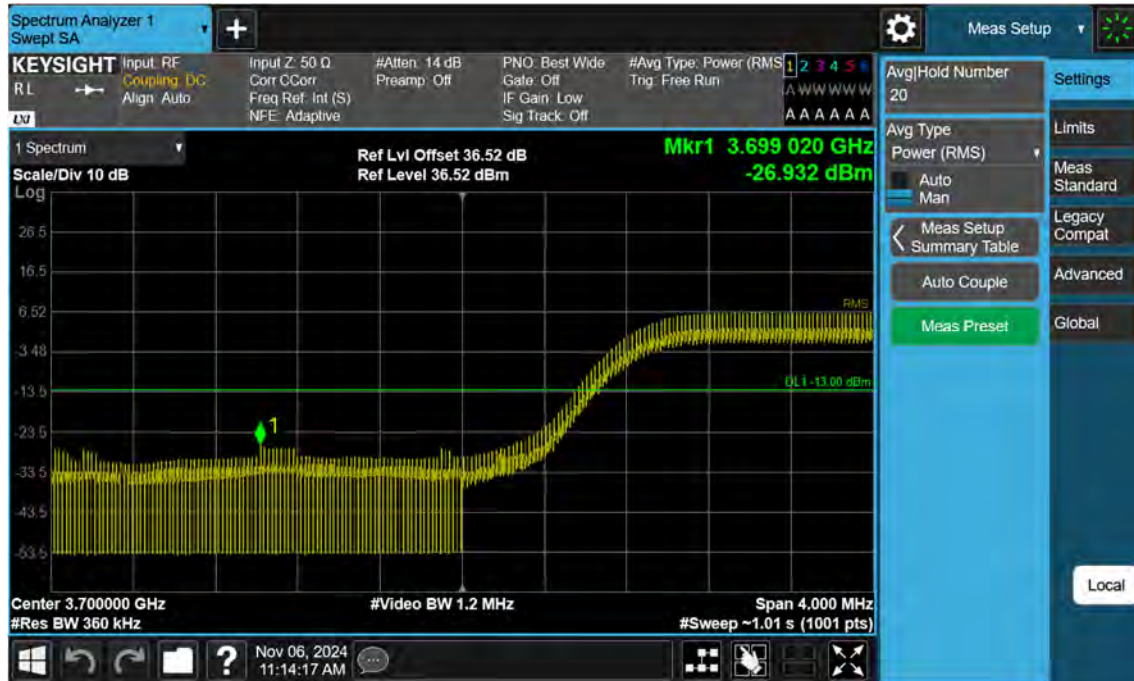 Spectrum Analyzer 1
Swept SA
+
Meas Setup
KEYSIGHT
RL
LXI
Input: RF
Coupling: DC
Align: Auto
Input Z: 50 Ω
Corr CCorr
Freq Ref: Int (S)
NFE: Adaptive
#Atten: 14 dB
Preamp: Off
PNO: Best Wide
Gate: Off
IF Gain: Low
Sig Track: Off
#Avg Type: Power (RMS
Trig: Free Run
1 2 3 4 5 6
A W W W W W
A A A A A A
1 Spectrum
Scale/Div 10 dB
Log
Ref Lvl Offset 36.52 dB
Ref Level 36.52 dBm
Mkr1 3.699 020 GHz
-26.932 dBm
26.5
16.5
6.52
-3.48
-13.5
-23.5
-33.5
-43.5
-53.5
RMS
DL1 -13.00 dBm
1
Center 3.700000 GHz
#Res BW 360 kHz
#Video BW 1.2 MHz
Span 4.000 MHz
#Sweep ~1.01 s (1001 pts)
Avg|Hold Number
20
Avg Type
Power (RMS)
Auto
Man
Meas Setup
Summary Table
Auto Couple
Meas Preset
Settings
Limits
Meas
Standard
Legacy
Compat
Advanced
Global
Local
?
Nov 06, 2024
11:14:17 AM